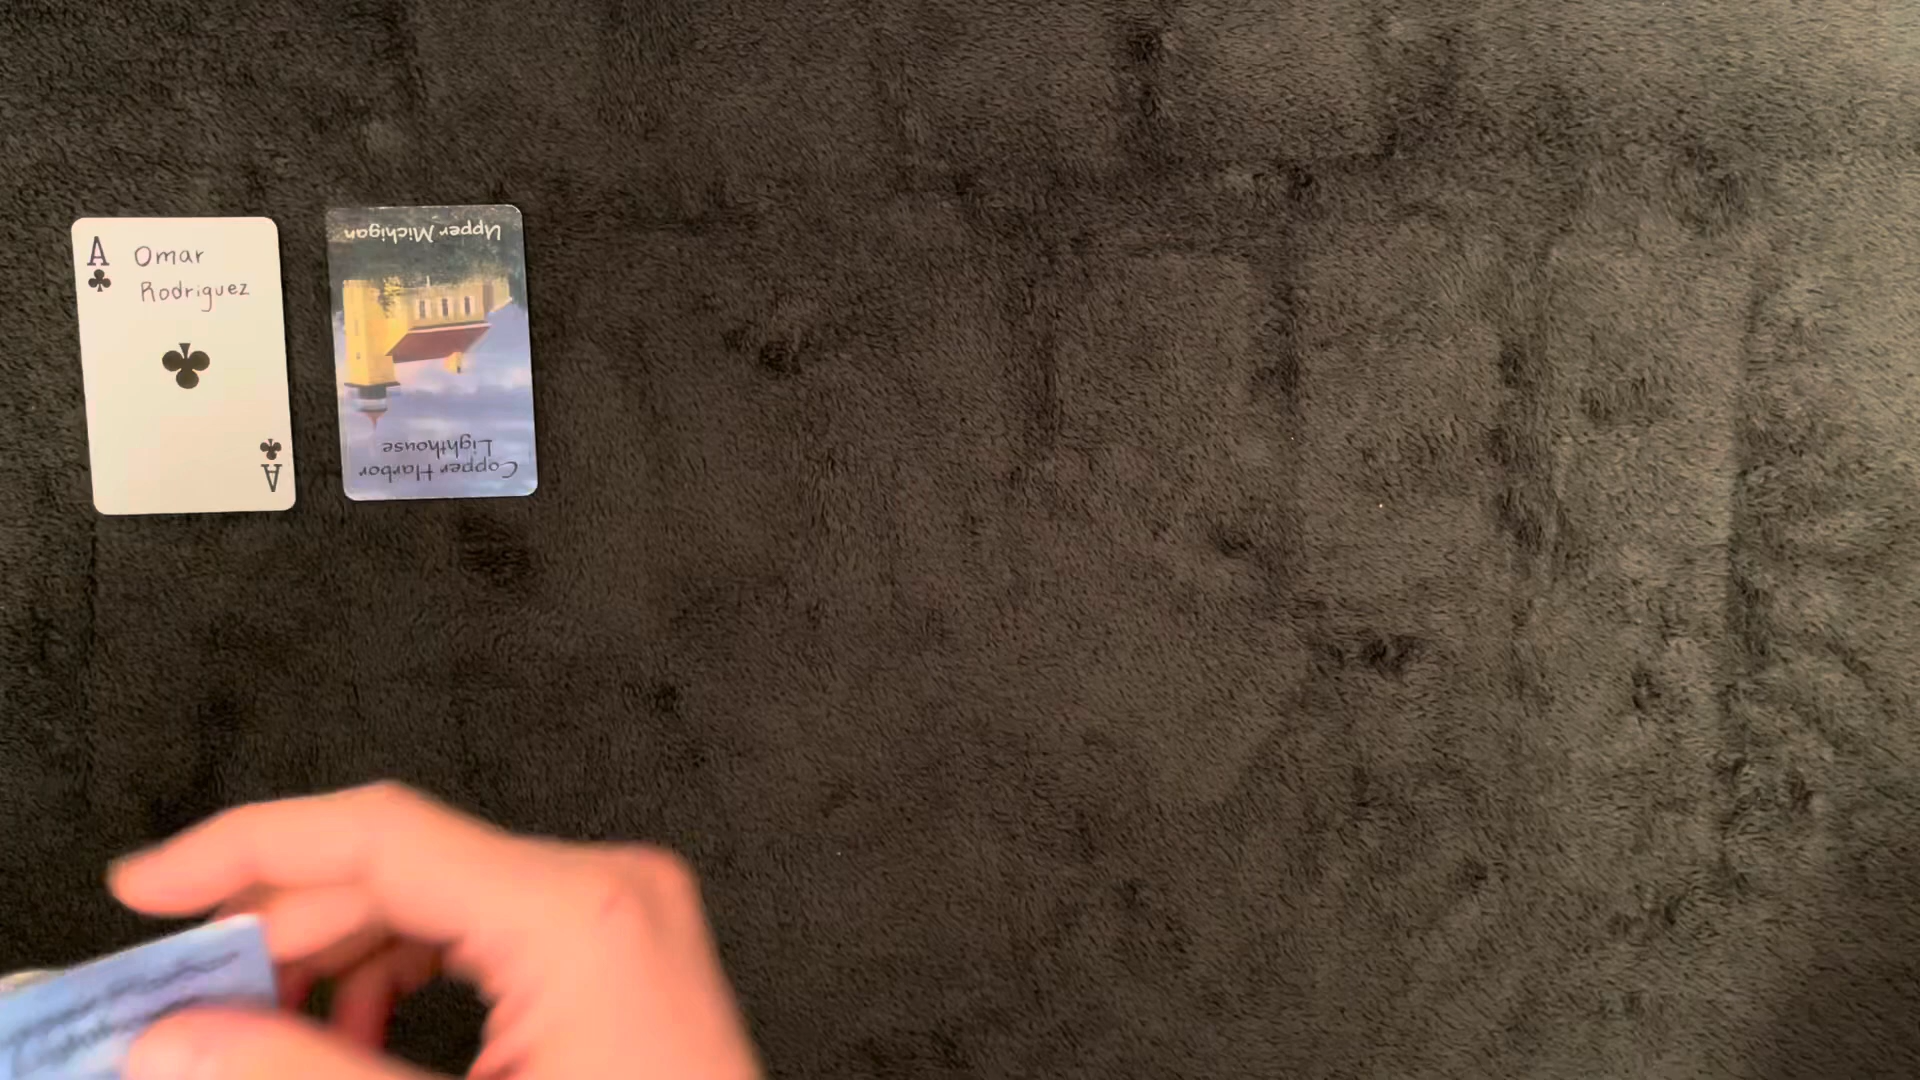 A
Omar
Rodriguez
A
Upper Michigan
Copper Harbor
Lighthouse